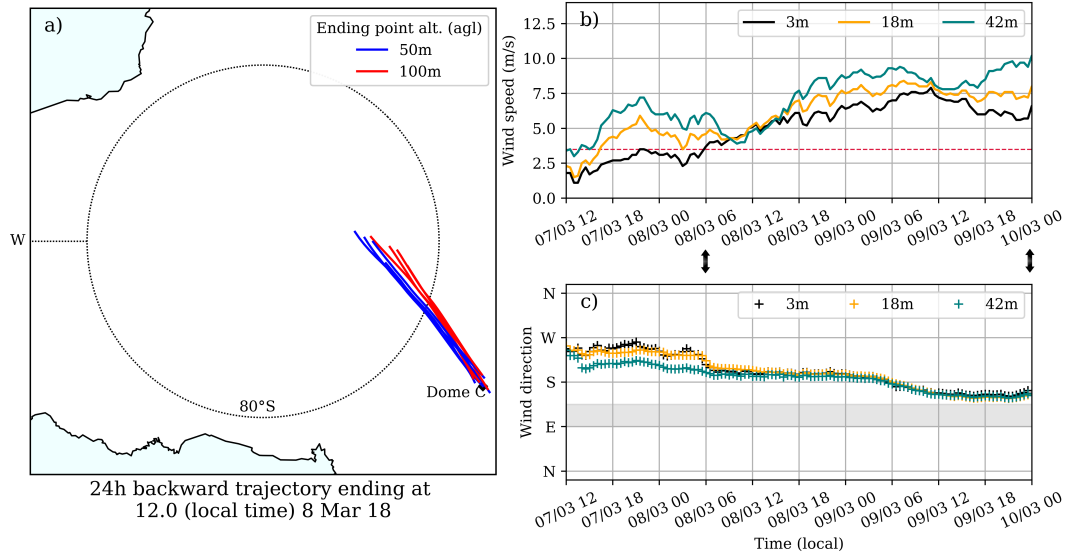 a)
Ending point alt. (agl)
50m
100m
W
80°S
Dome C
24h backward trajectory ending at
12.0 (local time) 8 Mar 18
b)
3m 18m 42m
Wind speed (m/s)
12.5
10.0
7.5
5.0
2.5
0.0
07/03 12 07/03 18 08/03 00 08/03 06 08/03 12 08/03 18 09/03 00 09/03 06 09/03 12 09/03 18 10/03 00
c)
3m 18m 42m
Wind direction
N
W
S
E
N
07/03 12 07/03 18 08/03 00 08/03 06 08/03 12 08/03 18 09/03 00 09/03 06 09/03 12 09/03 18 10/03 00
Time (local)